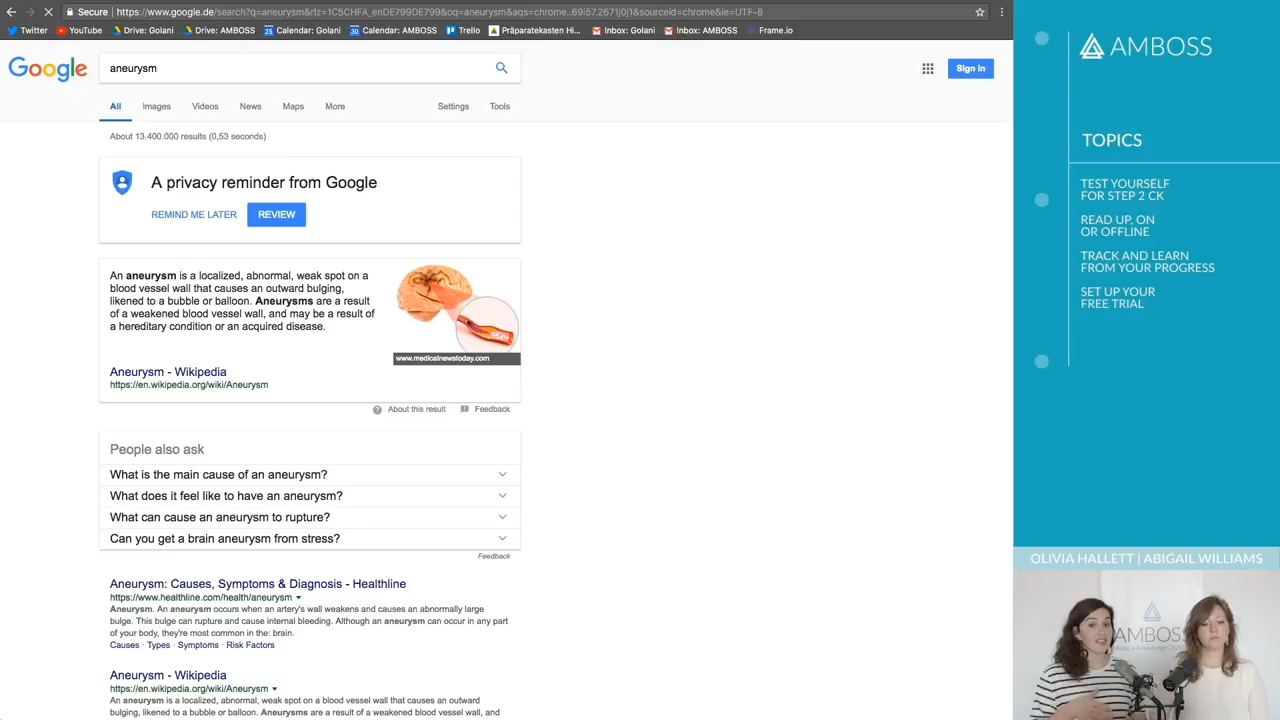 Secure | https://www.google.de/search?q=aneurysm&rlz=1C5CHFA_enDE799DE799&oq=aneurysm&aqs=chrome..69i57.2671j0j1&sourceid=chrome&ie=UTF-8
Twitter YouTube Drive: Golani Drive: AMBOSS Calendar: Golani Calendar: AMBOSS Trello Präparatekasten Hi... Inbox: Golani Inbox: AMBOSS Frame.io
Google
aneurysm
Sign In
All Images Videos News Maps More Settings Tools
About 13.400.000 results (0,53 seconds)
A privacy reminder from Google
REMIND ME LATER REVIEW
An aneurysm is a localized, abnormal, weak spot on a
blood vessel wall that causes an outward bulging,
likened to a bubble or balloon. Aneurysms are a result
of a weakened blood vessel wall, and may be a result of
a hereditary condition or an acquired disease.
www.medicalnewstoday.com
Aneurysm - Wikipedia
https://en.wikipedia.org/wiki/Aneurysm
About this result Feedback
People also ask
What is the main cause of an aneurysm?
What does it feel like to have an aneurysm?
What can cause an aneurysm to rupture?
Can you get a brain aneurysm from stress?
Feedback
Aneurysm: Causes, Symptoms & Diagnosis - Healthline
https://www.healthline.com/health/aneurysm
Aneurysm. An aneurysm occurs when an artery's wall weakens and causes an abnormally large
bulge. This bulge can rupture and cause internal bleeding. Although an aneurysm can occur in any part
of your body, they're most common in the: brain.
Causes · Types · Symptoms · Risk Factors
Aneurysm - Wikipedia
https://en.wikipedia.org/wiki/Aneurysm
An aneurysm is a localized, abnormal, weak spot on a blood vessel wall that causes an outward
bulging, likened to a bubble or balloon. Aneurysms are a result of a weakened blood vessel wall, and
AMBOSS
TOPICS
TEST YOURSELF
FOR STEP 2 CK
READ UP, ON
OR OFFLINE
TRACK AND LEARN
FROM YOUR PROGRESS
SET UP YOUR
FREE TRIAL
OLIVIA HALLETT | ABIGAIL WILLIAMS
AMBOSS